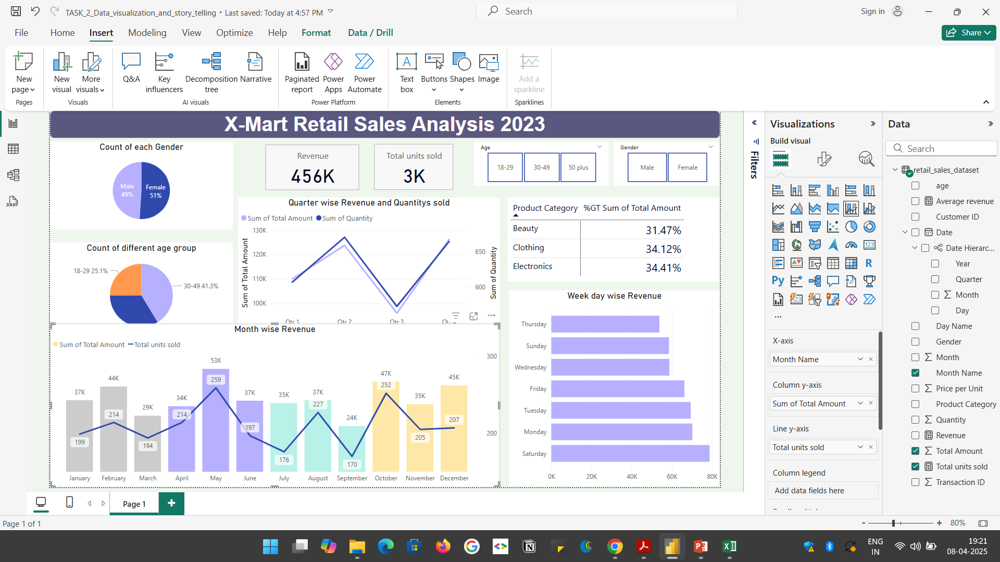 TASK_2_Data_visualization_and_story_telling • Last saved: Today at 4:57 PM
Search
Sign in
File Home Insert Modeling View Optimize Help Format Data / Drill
Share
New page
New visual
More visuals
Q&A
Key influencers
Decomposition tree
Narrative
Paginated report
Power Apps
Power Automate
Text box
Buttons
Shapes
Image
Add a sparkline
Pages
Visuals
AI visuals
Power Platform
Elements
Sparklines
X-Mart Retail Sales Analysis 2023
Count of each Gender
Male 49%
Female 51%
Revenue
456K
Total units sold
3K
Age
18-29
30-49
50 plus
Gender
Male
Female
Count of different age group
18-29 25.1%
30-49 41.3%
Quarter wise Revenue and Quantitys sold
Sum of Total Amount Sum of Quantity
Sum of Total Amount
130K
120K
110K
100K
650
600
Sum of Quantity
Qtr 1 Qtr 2 Qtr 3
Product Category %GT Sum of Total Amount
Beauty 31.47%
Clothing 34.12%
Electronics 34.41%
Month wise Revenue
Sum of Total Amount Total units sold
37K 44K 29K 34K 53K 37K 35K 37K 24K 47K 35K 45K
199 214 194 214 259 197 176 227 170 252 205 207
300
200
January February March April May June July August September October November December
Week day wise Revenue
Thursday
Sunday
Wednesday
Friday
Tuesday
Monday
Saturday
0K 20K 40K 60K 80K
Filters
Visualizations
Build visual
123
R
Py
123
X-axis
Month Name
Column y-axis
Sum of Total Amount
Line y-axis
Total units sold
Column legend
Add data fields here
Data
Search
retail_sales_dataset
age
Average revenue
Customer ID
Date
Date Hierarc...
Year
Quarter
Month
Day
Day Name
Gender
Month
Month Name
Price per Unit
Product Category
Quantity
Revenue
Total Amount
Total units sold
Transaction ID
DAX
Page 1
Page 1 of 1
- + 80%
ENG
IN
19:21
08-04-2025